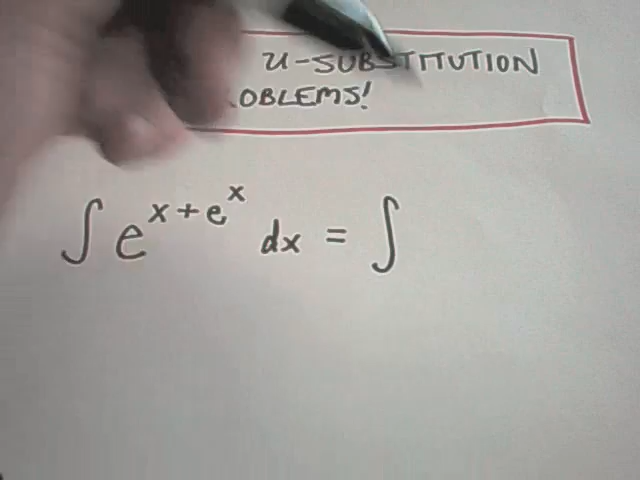 U-SUBSTITUTION
OBLEMS!
∫ e^{x+e^x} dx = ∫